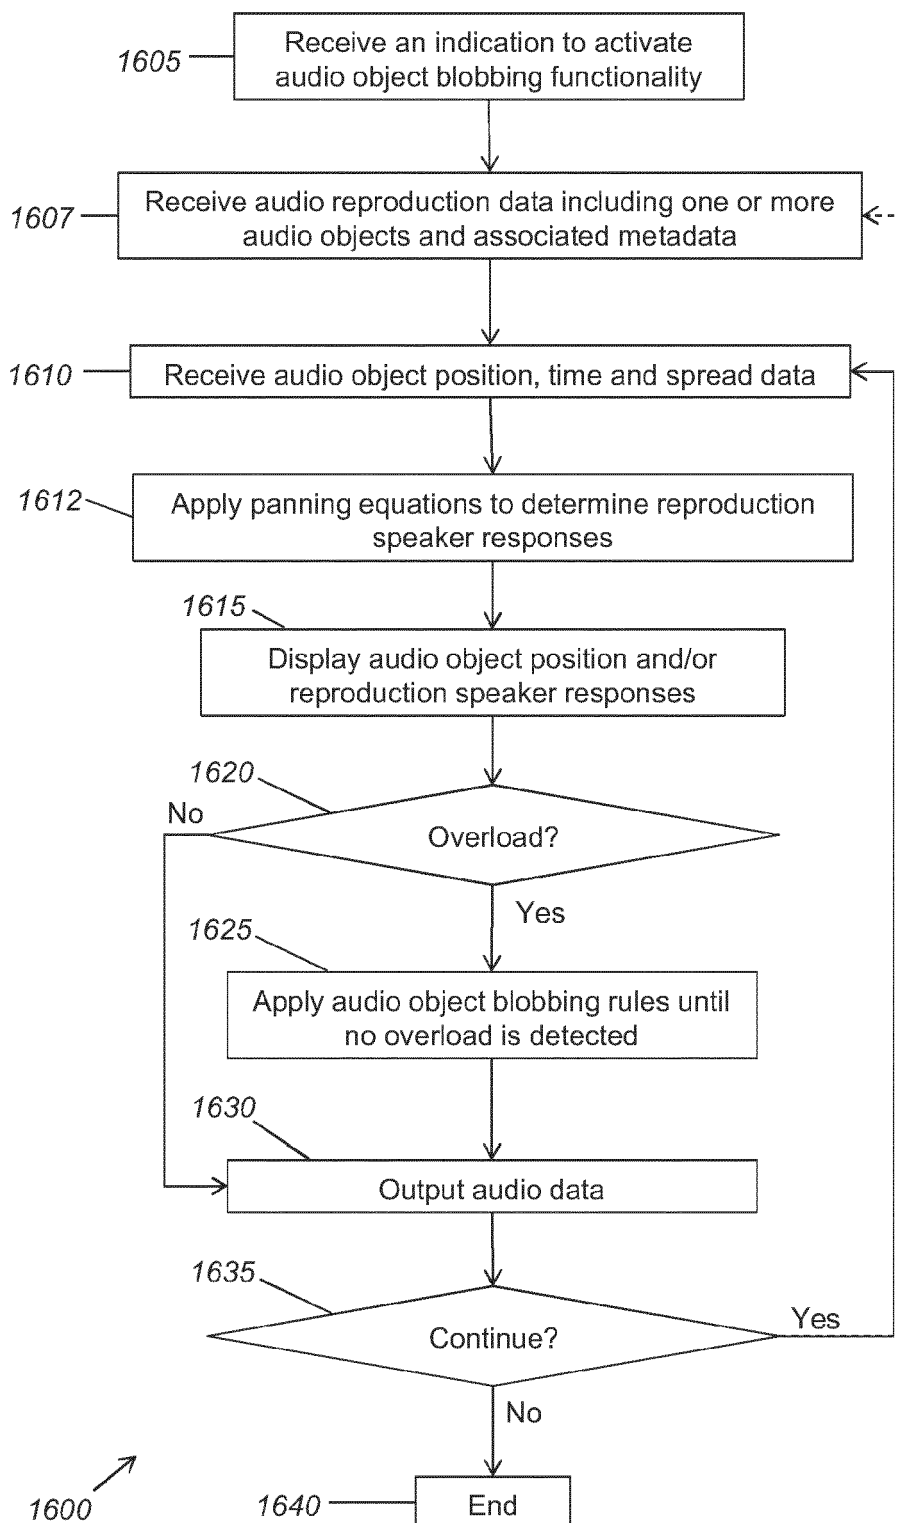 1605
Receive an indication to activate
audio object blobbing functionality
1607
Receive audio reproduction data including one or more
audio objects and associated metadata
1610
Receive audio object position, time and spread data
1612
Apply panning equations to determine reproduction
speaker responses
1615
Display audio object position and/or
reproduction speaker responses
1620
No
Overload?
Yes
1625
Apply audio object blobbing rules until
no overload is detected
1630
Output audio data
1635
Continue?
Yes
No
1600
1640
End